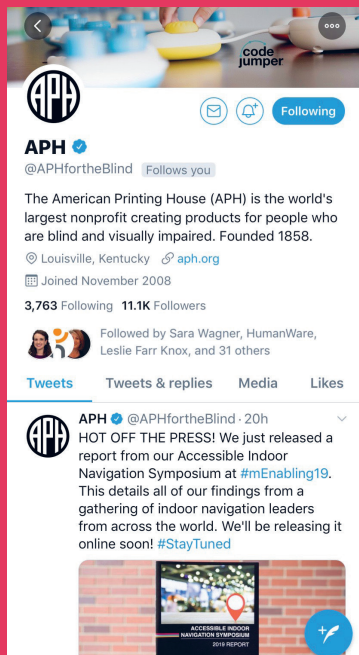 code
jumper
APH
Following
APH
@APHfortheBlind Follows you
The American Printing House (APH) is the world's
largest nonprofit creating products for people who
are blind and visually impaired. Founded 1858.
Louisville, Kentucky aph.org
Joined November 2008
3,763 Following 11.1K Followers
Followed by Sara Wagner, HumanWare,
Leslie Farr Knox, and 31 others
Tweets Tweets & replies Media Likes
APH
APH @APHfortheBlind · 20h
HOT OFF THE PRESS! We just released a
report from our Accessible Indoor
Navigation Symposium at #mEnabling19.
This details all of our findings from a
gathering of indoor navigation leaders
from across the world. We'll be releasing it
online soon! #StayTuned
ACCESSIBLE INDOOR
NAVIGATION SYMPOSIUM
2019 REPORT